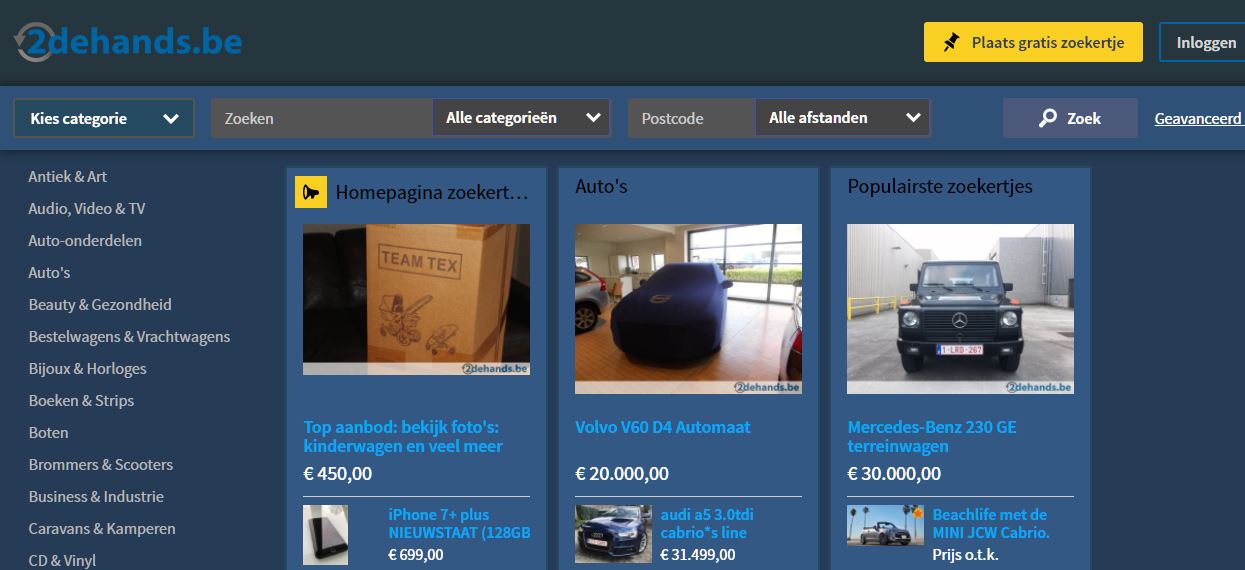 2dehands.be
Plaats gratis zoekertje
Inloggen
Kies categorie
Zoeken
Alle categorieën
Postcode
Alle afstanden
Zoek
Geavanceerd
Antiek & Art
Audio, Video & TV
Auto-onderdelen
Auto's
Beauty & Gezondheid
Bestelwagens & Vrachtwagens
Bijoux & Horloges
Boeken & Strips
Boten
Brommers & Scooters
Business & Industrie
Caravans & Kamperen
CD & Vinyl
Homepagina zoekert…
TEAM TEX
2dehands.be
Top aanbod: bekijk foto's:
kinderwagen en veel meer
€ 450,00
iPhone 7+ plus
NIEUWSTAAT (128GB
€ 699,00
Auto's
2dehands.be
Volvo V60 D4 Automaat
€ 20.000,00
audi a5 3.0tdi
cabrio*s line
€ 31.499,00
Populairste zoekertjes
1-LRD-267
2dehands.be
Mercedes-Benz 230 GE
terreinwagen
€ 30.000,00
Beachlife met de
MINI JCW Cabrio.
Prijs o.t.k.